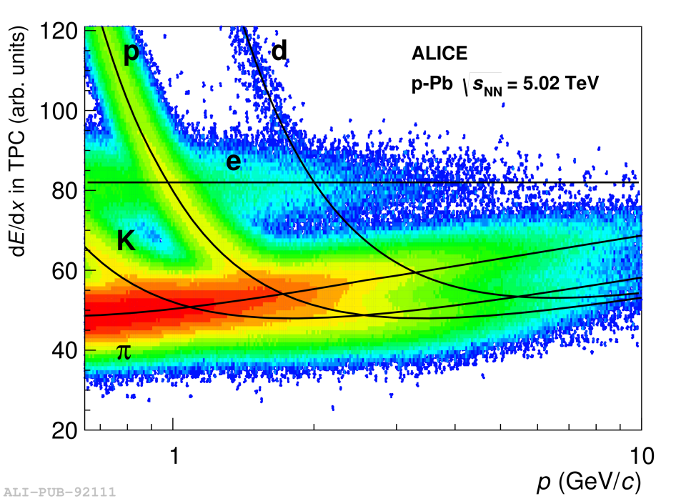 dE/dx in TPC (arb. units)
120
100
80
60
40
20
p
d
e
K
π
ALICE
p-Pb √sNN = 5.02 TeV
1
10
p (GeV/c)
ALI-PUB-92111